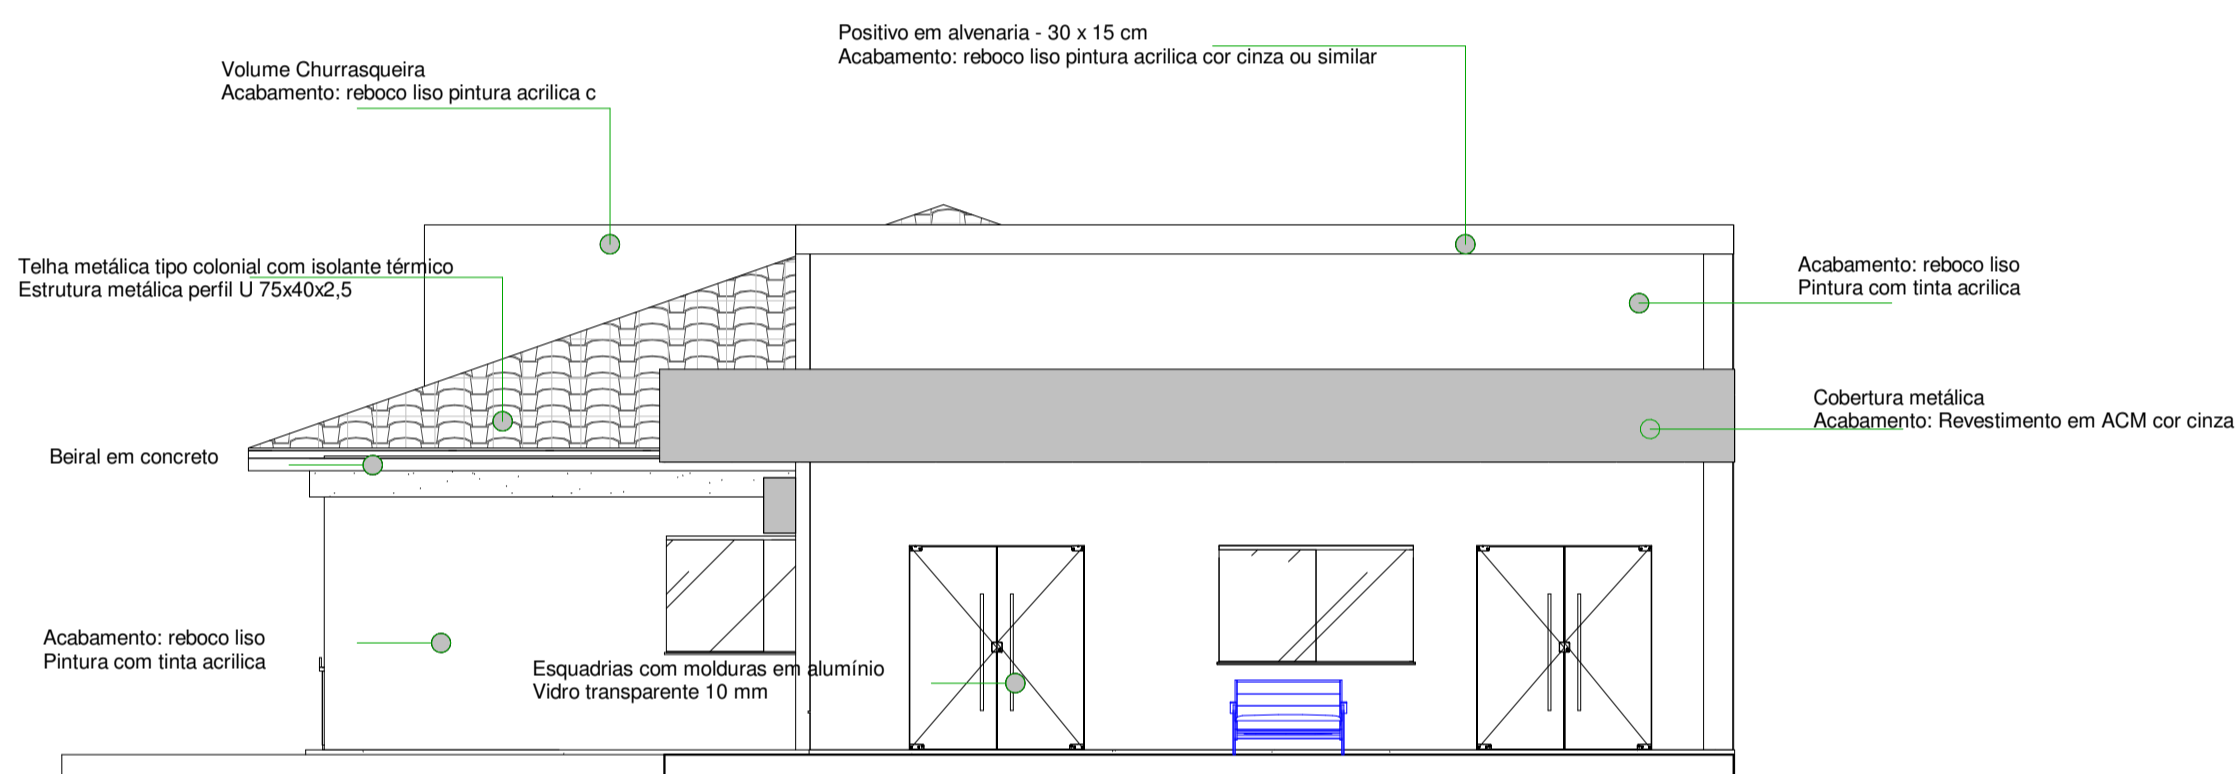 Positivo em alvenaria - 30 x 15 cm
Acabamento: reboco liso pintura acrilica cor cinza ou similar
Volume Churrasqueira
Acabamento: reboco liso pintura acrilica c
Telha metálica tipo colonial com isolante térmico
Estrutura metálica perfil U 75x40x2,5
Acabamento: reboco liso
Pintura com tinta acrilica
Cobertura metálica
Acabamento: Revestimento em ACM cor cinza
Beiral em concreto
Acabamento: reboco liso
Pintura com tinta acrilica
Esquadrias com molduras em alumínio
Vidro transparente 10 mm